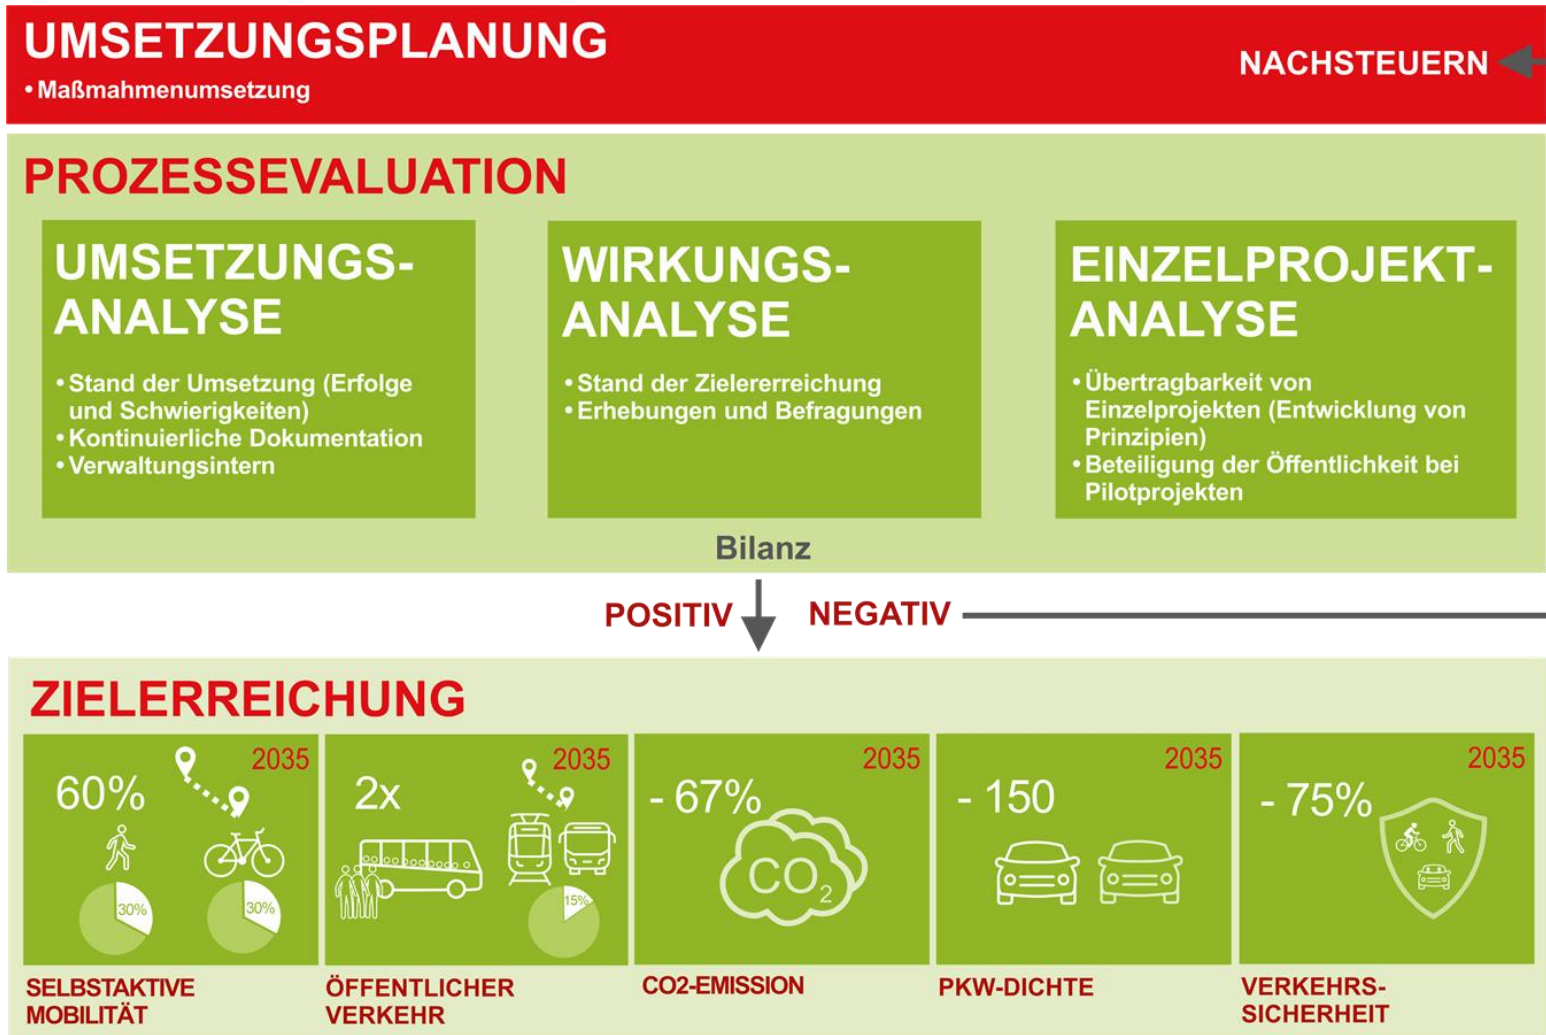 UMSETZUNGSPLANUNG
• Maßmahmenumsetzung
NACHSTEUERN
PROZESSEVALUATION
UMSETZUNGS-
ANALYSE
• Stand der Umsetzung (Erfolge
und Schwierigkeiten)
• Kontinuierliche Dokumentation
• Verwaltungsintern
WIRKUNGS-
ANALYSE
• Stand der Zielererreichung
• Erhebungen und Befragungen
EINZELPROJEKT-
ANALYSE
• Übertragbarkeit von
Einzelprojekten (Entwicklung von
Prinzipien)
• Beteiligung der Öffentlichkeit bei
Pilotprojekten
Bilanz
POSITIV
NEGATIV
ZIELERREICHUNG
2035
60%
30%
30%
SELBSTAKTIVE
MOBILITÄT
2035
2x
15%
ÖFFENTLICHER
VERKEHR
2035
- 67%
CO2
CO2-EMISSION
2035
- 150
PKW-DICHTE
2035
- 75%
VERKEHRS-
SICHERHEIT